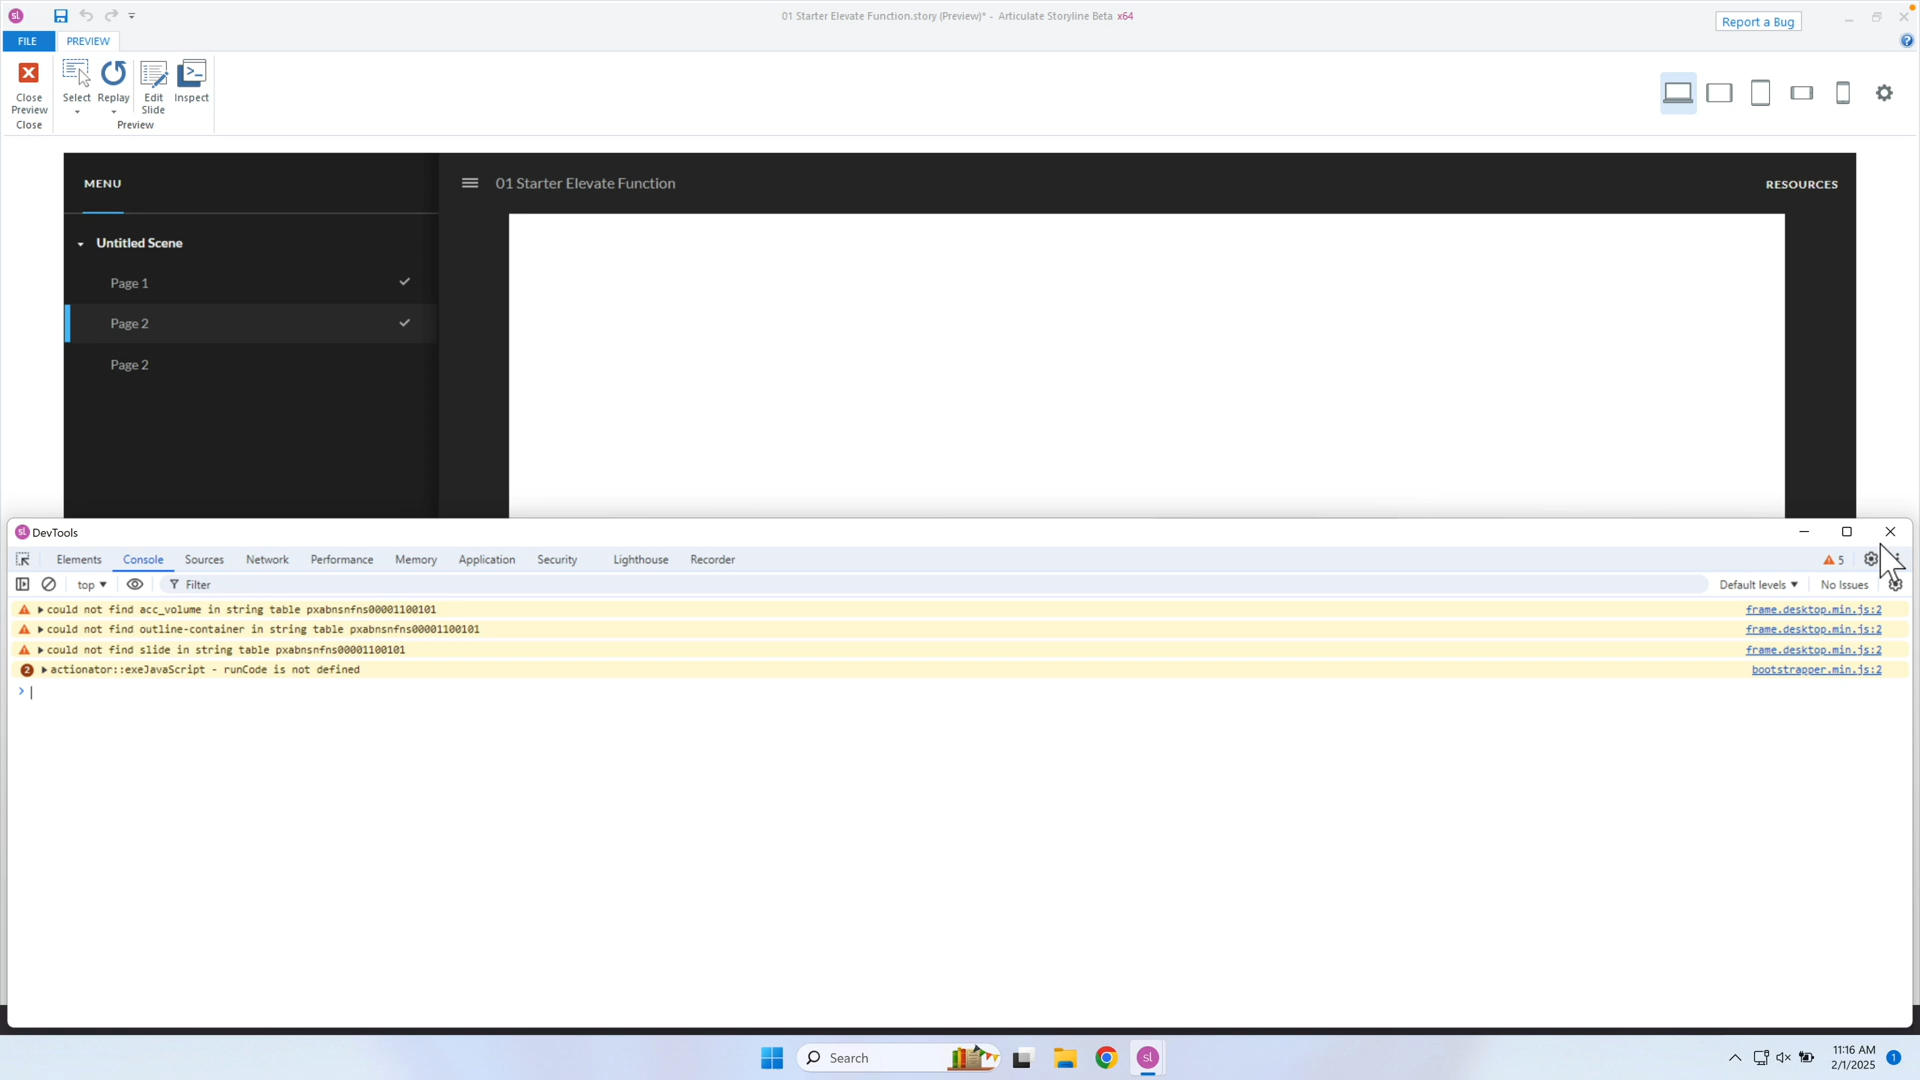 sl
01 Starter Elevate Function.story (Preview)* - Articulate Storyline Beta x64
Report a Bug
FILE
PREVIEW
?
Close Preview
Select
Replay
Edit Slide
Inspect
Close
Preview
MENU
01 Starter Elevate Function
RESOURCES
Untitled Scene
Page 1
Page 2
Page 2
sl DevTools
Elements
Console
Sources
Network
Performance
Memory
Application
Security
Lighthouse
Recorder
5
top
Filter
Default levels
No Issues
could not find acc_volume in string table pxabnsnfns00001100101 frame.desktop.min.js:2
could not find outline-container in string table pxabnsnfns00001100101 frame.desktop.min.js:2
could not find slide in string table pxabnsnfns00001100101 frame.desktop.min.js:2
2 actionator::exeJavaScript - runCode is not defined bootstrapper.min.js:2
>
Search
sl
11:16 AM
2/1/2025
1